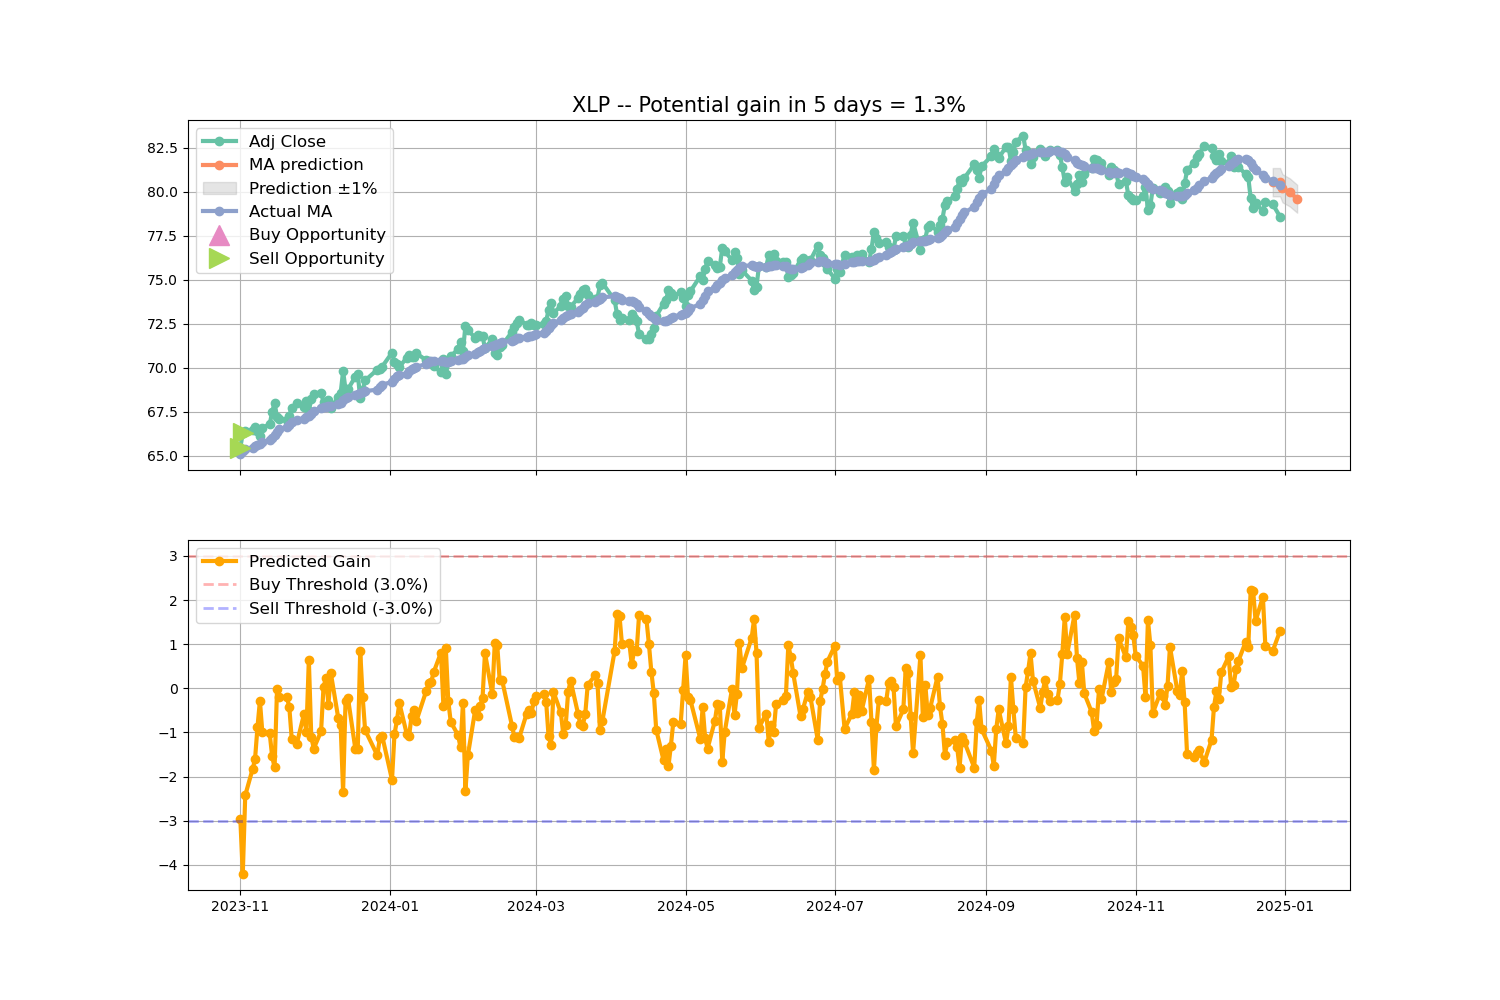 XLP -- Potential gain in 5 days = 1.3%
82.5
80.0
77.5
75.0
72.5
70.0
67.5
65.0
Adj Close
MA prediction
Prediction ±1%
Actual MA
Buy Opportunity
Sell Opportunity
3
2
1
0
−1
−2
−3
−4
Predicted Gain
Buy Threshold (3.0%)
Sell Threshold (-3.0%)
2023-11 2024-01 2024-03 2024-05 2024-07 2024-09 2024-11 2025-01